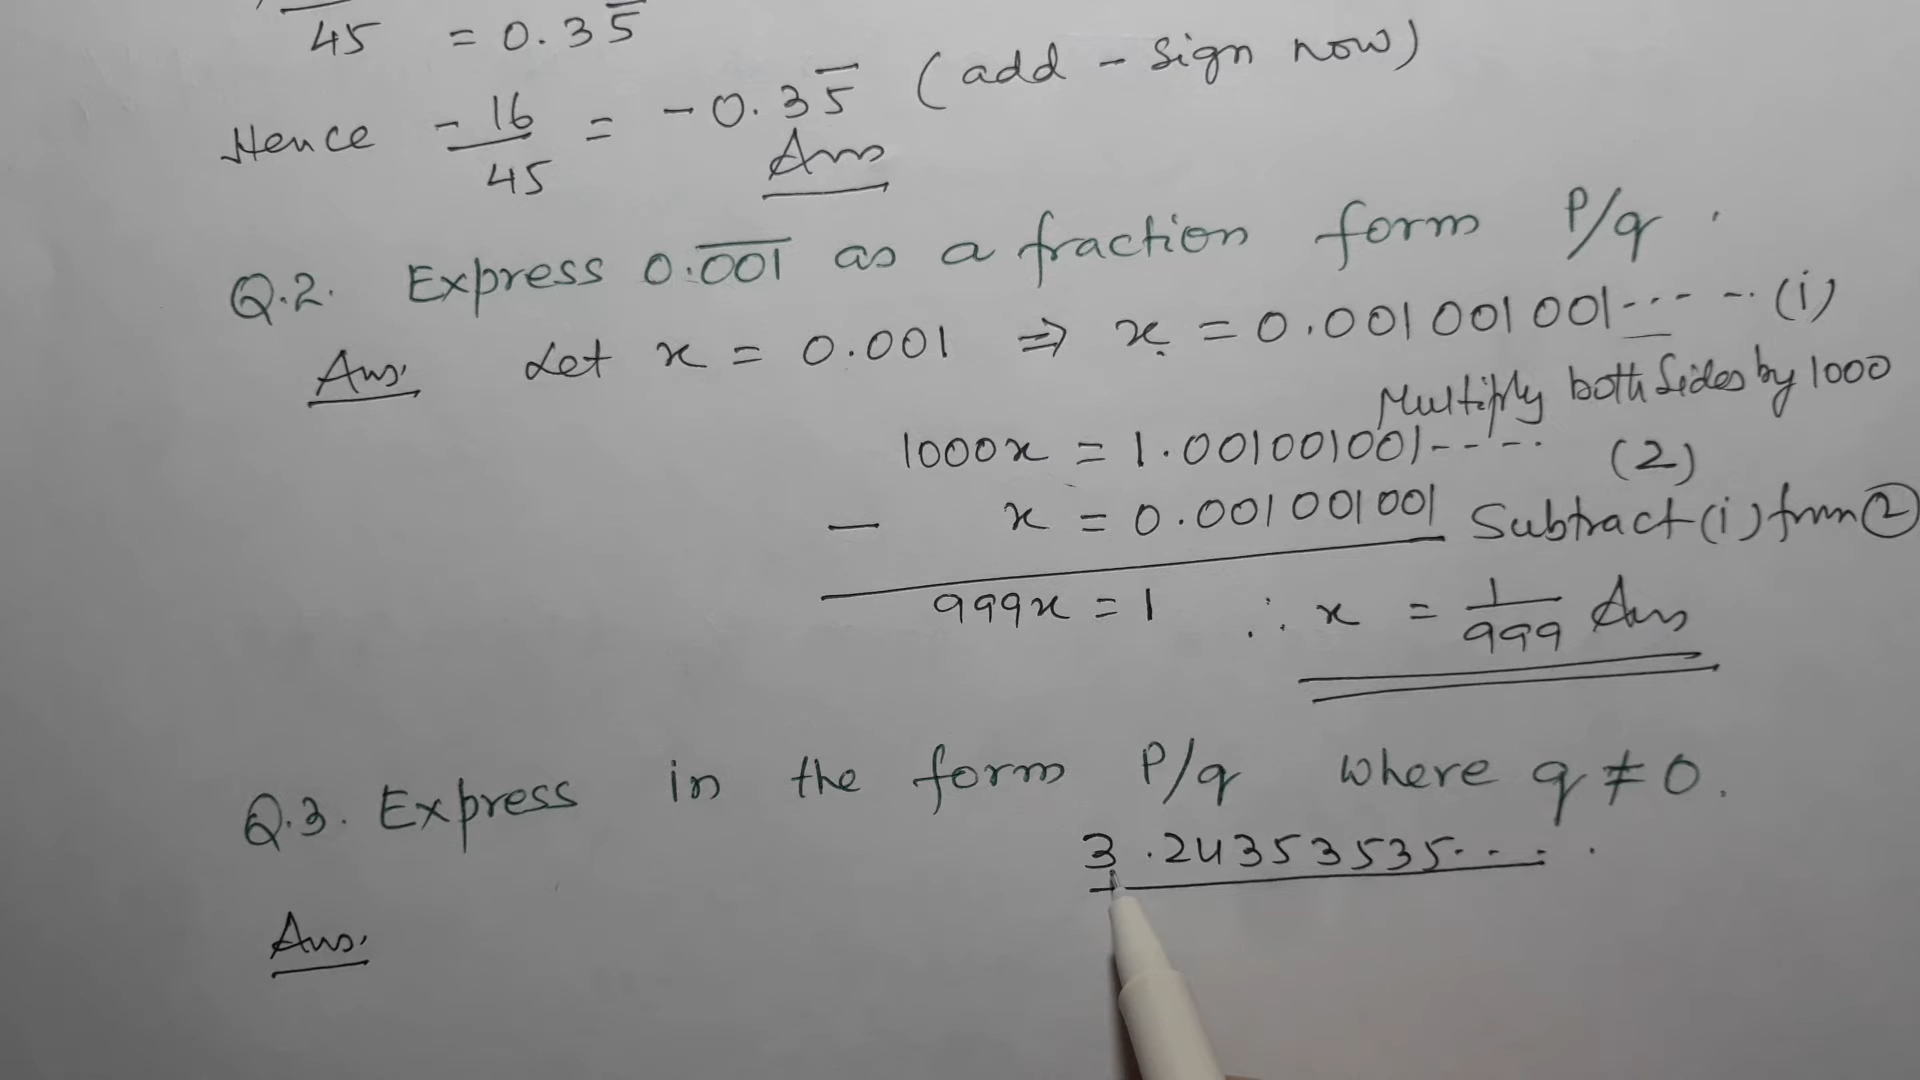 45 = 0.35̅
Hence -16/45 = -0.35̅ (add - sign now)
Ans
Q.2. Express 0.0̅0̅1̅ as a fraction form P/q.
Ans. Let x = 0.001 ⇒ x = 0.001001001----- (i)
Multiply both sides by 1000
1000x = 1.001001001----- (2)
— x = 0.001001001 Subtract (i) from ②
999x = 1 ∴ x = 1/999 Ans
Q.3. Express in the form P/q where q ≠ 0.
3.24353535--- .
Ans.